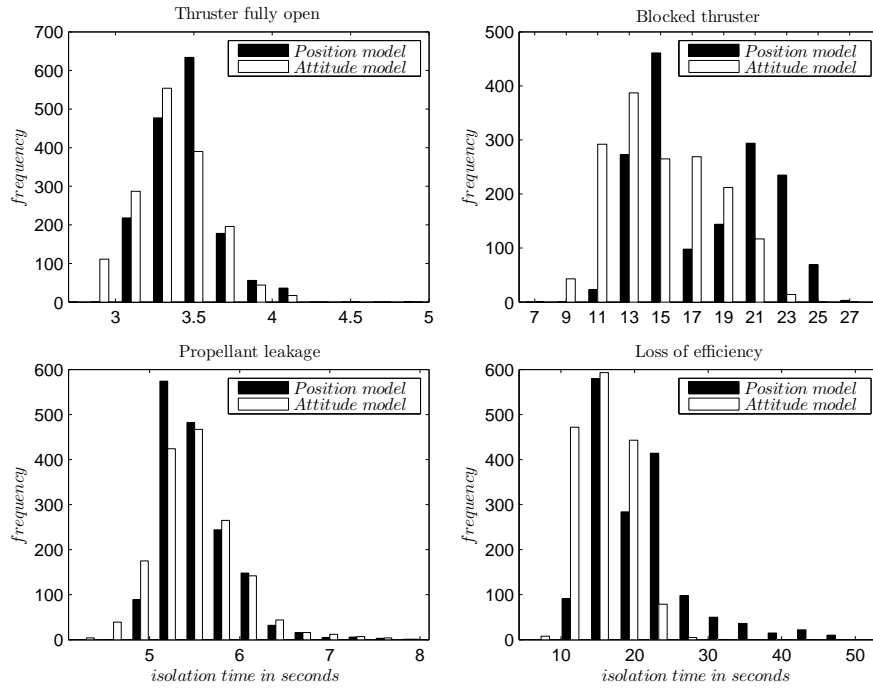 Thruster fully open
700
600
500
400
300
200
100
0
frequency
3
3.5
4
4.5
5
Position model
Attitude model
Blocked thruster
500
400
300
200
100
0
frequency
7
9
11
13
15
17
19
21
23
25
27
Position model
Attitude model
Propellant leakage
600
500
400
300
200
100
0
frequency
5
6
7
8
isolation time in seconds
Position model
Attitude model
Loss of efficiency
600
500
400
300
200
100
0
frequency
10
20
30
40
50
isolation time in seconds
Position model
Attitude model